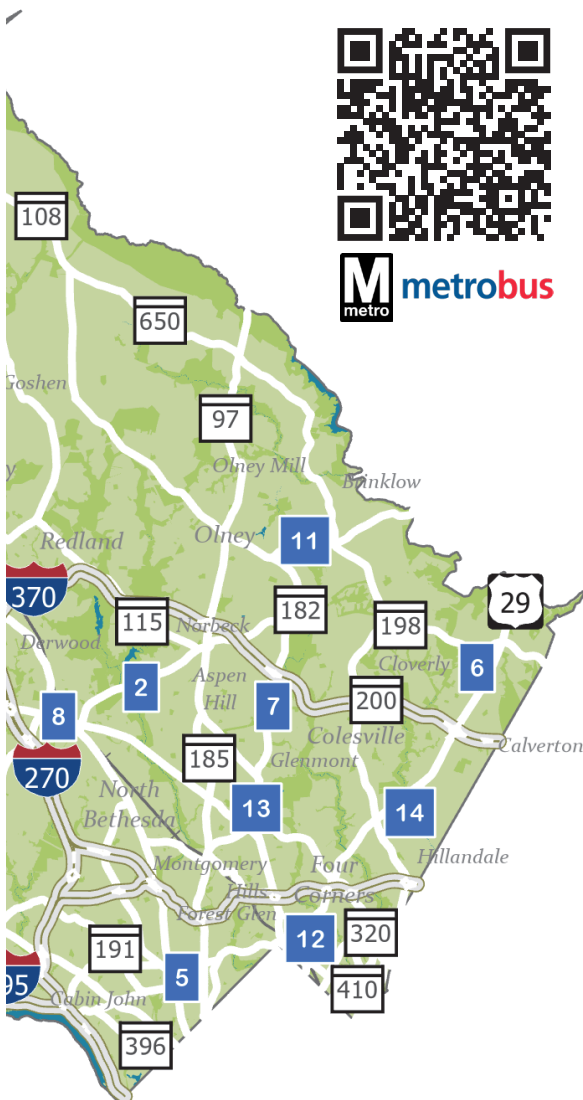 108
M
metro
metrobus
650
Goshen
97
Olney Mill
Brinklow
Redland
Olney
11
370
115
Norbeck
182
198
29
Derwood
2
Aspen
Hill
7
Cloverly
6
8
200
Colesville
Calverton
270
185
Glenmont
North
Bethesda
13
14
Montgomery
Hills
Four
Corners
Hillandale
Forest Glen
191
12
320
5
410
95
Cabin John
396